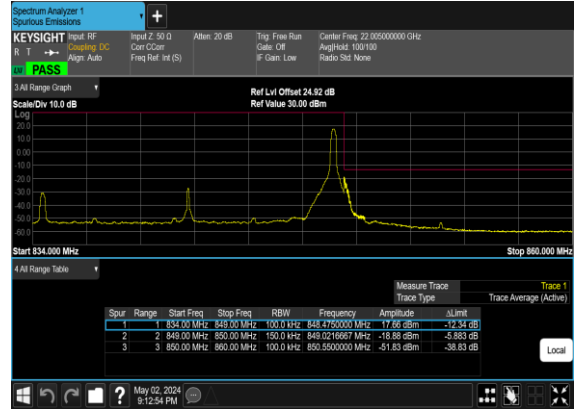 Spectrum Analyzer 1
Spurious Emissions
+
KEYSIGHT Input: RF Input Z: 50 Ω Atten: 20 dB Trig: Free Run Center Freq: 22.005000000 GHz
R T Coupling: DC Corr CCorr Gate: Off Avg|Hold: 100/100
Align: Auto Freq Ref: Int (S) IF Gain: Low Radio Std: None
PASS
3 All Range Graph
Ref Lvl Offset 24.92 dB
Scale/Div 10.0 dB Ref Value 30.00 dBm
Log
20.0
10.0
0.00
-10.0
-20.0
-30.0
-40.0
-50.0
-60.0
Start 834.000 MHz Stop 860.000 MHz
4 All Range Table
Measure Trace Trace 1
Trace Type Trace Average (Active)
Spur Range Start Freq Stop Freq RBW Frequency Amplitude ΔLimit
1 1 834.00 MHz 849.00 MHz 100.0 kHz 848.4750000 MHz 17.66 dBm -12.34 dB
2 2 849.00 MHz 850.00 MHz 150.0 kHz 849.0216667 MHz -18.88 dBm -5.883 dB
3 3 850.00 MHz 860.00 MHz 100.0 kHz 850.5500000 MHz -51.83 dBm -38.83 dB
Local
? May 02, 2024
9:12:54 PM